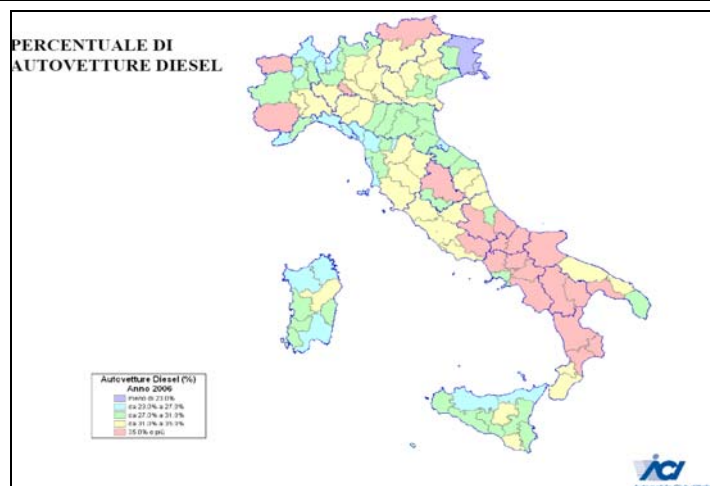 PERCENTUALE DI
AUTOVETTURE DIESEL
Autovetture Diesel (%)
Anno 2006
meno di 23.0%
da 23.0% a 27.0%
da 27.0% a 31.0%
da 31.0% a 35.0%
35.0% e più
ACI